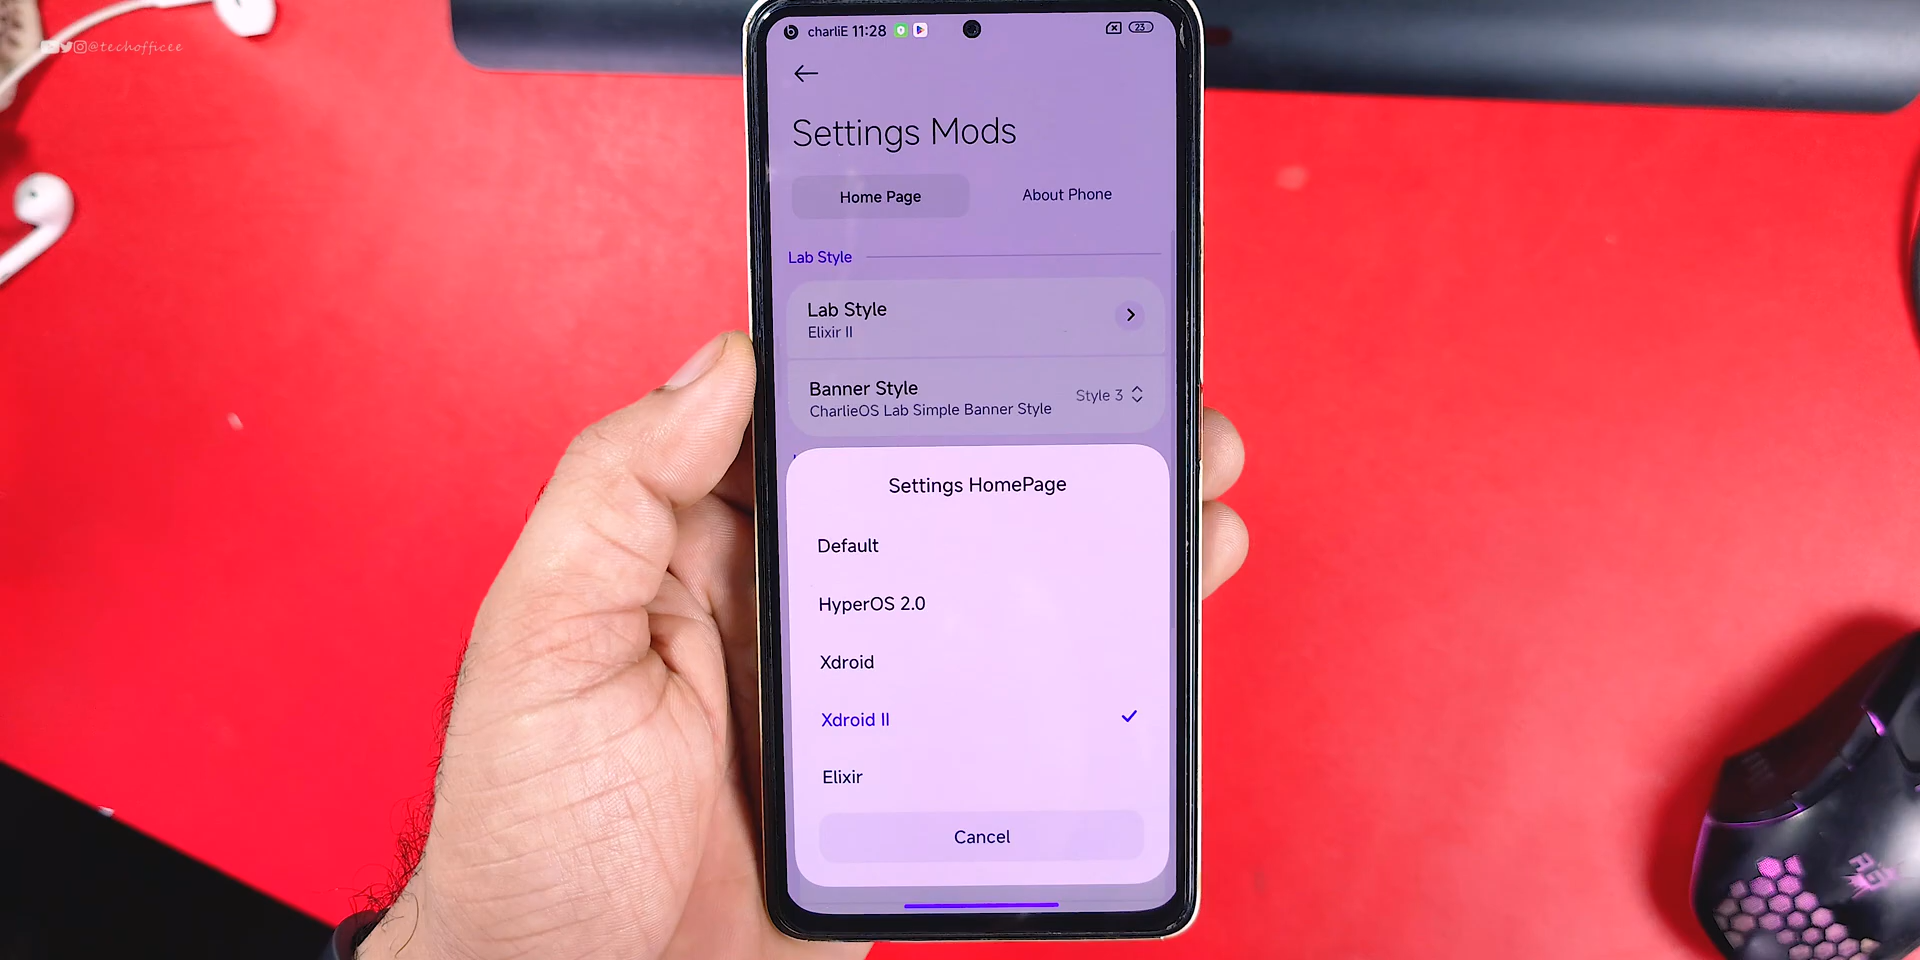 @techofficee
charliE 11:28
23
Settings Mods
Home Page
About Phone
Lab Style
Lab Style
Elixir II
Banner Style
CharlieOS Lab Simple Banner Style
Style 3
Settings HomePage
Default
HyperOS 2.0
Xdroid
Xdroid II
Elixir
Cancel